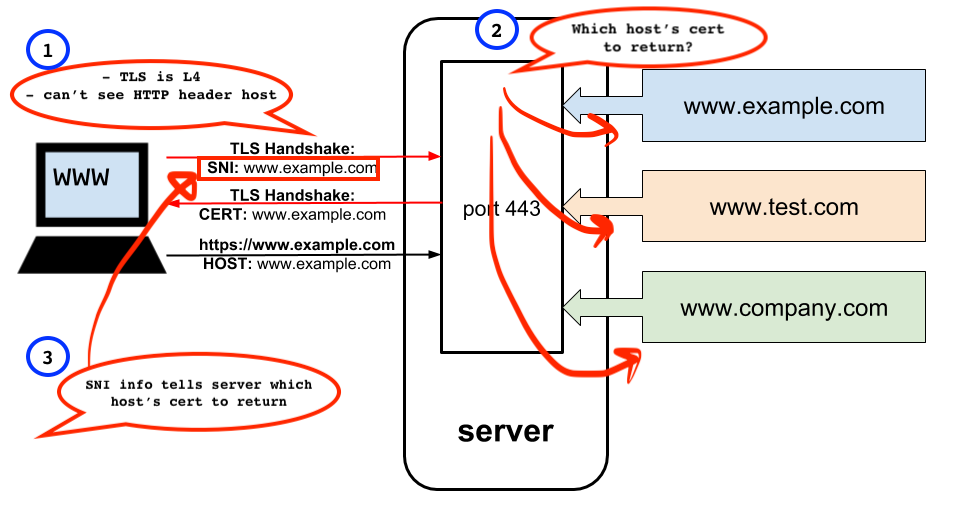 1
- TLS is L4
- can't see HTTP header host
2
Which host's cert
to return?
WWW
TLS Handshake:
SNI: www.example.com
TLS Handshake:
CERT: www.example.com
https://www.example.com
HOST: www.example.com
port 443
www.example.com
www.test.com
www.company.com
3
SNI info tells server which
host's cert to return
server